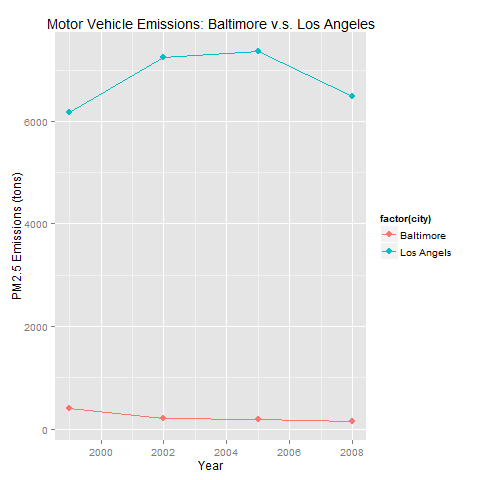 Motor Vehicle Emissions: Baltimore v.s. Los Angeles
PM2.5 Emissions (tons)
6000
4000
2000
0
2000
2002
2004
2006
2008
Year
factor(city)
Baltimore
Los Angels